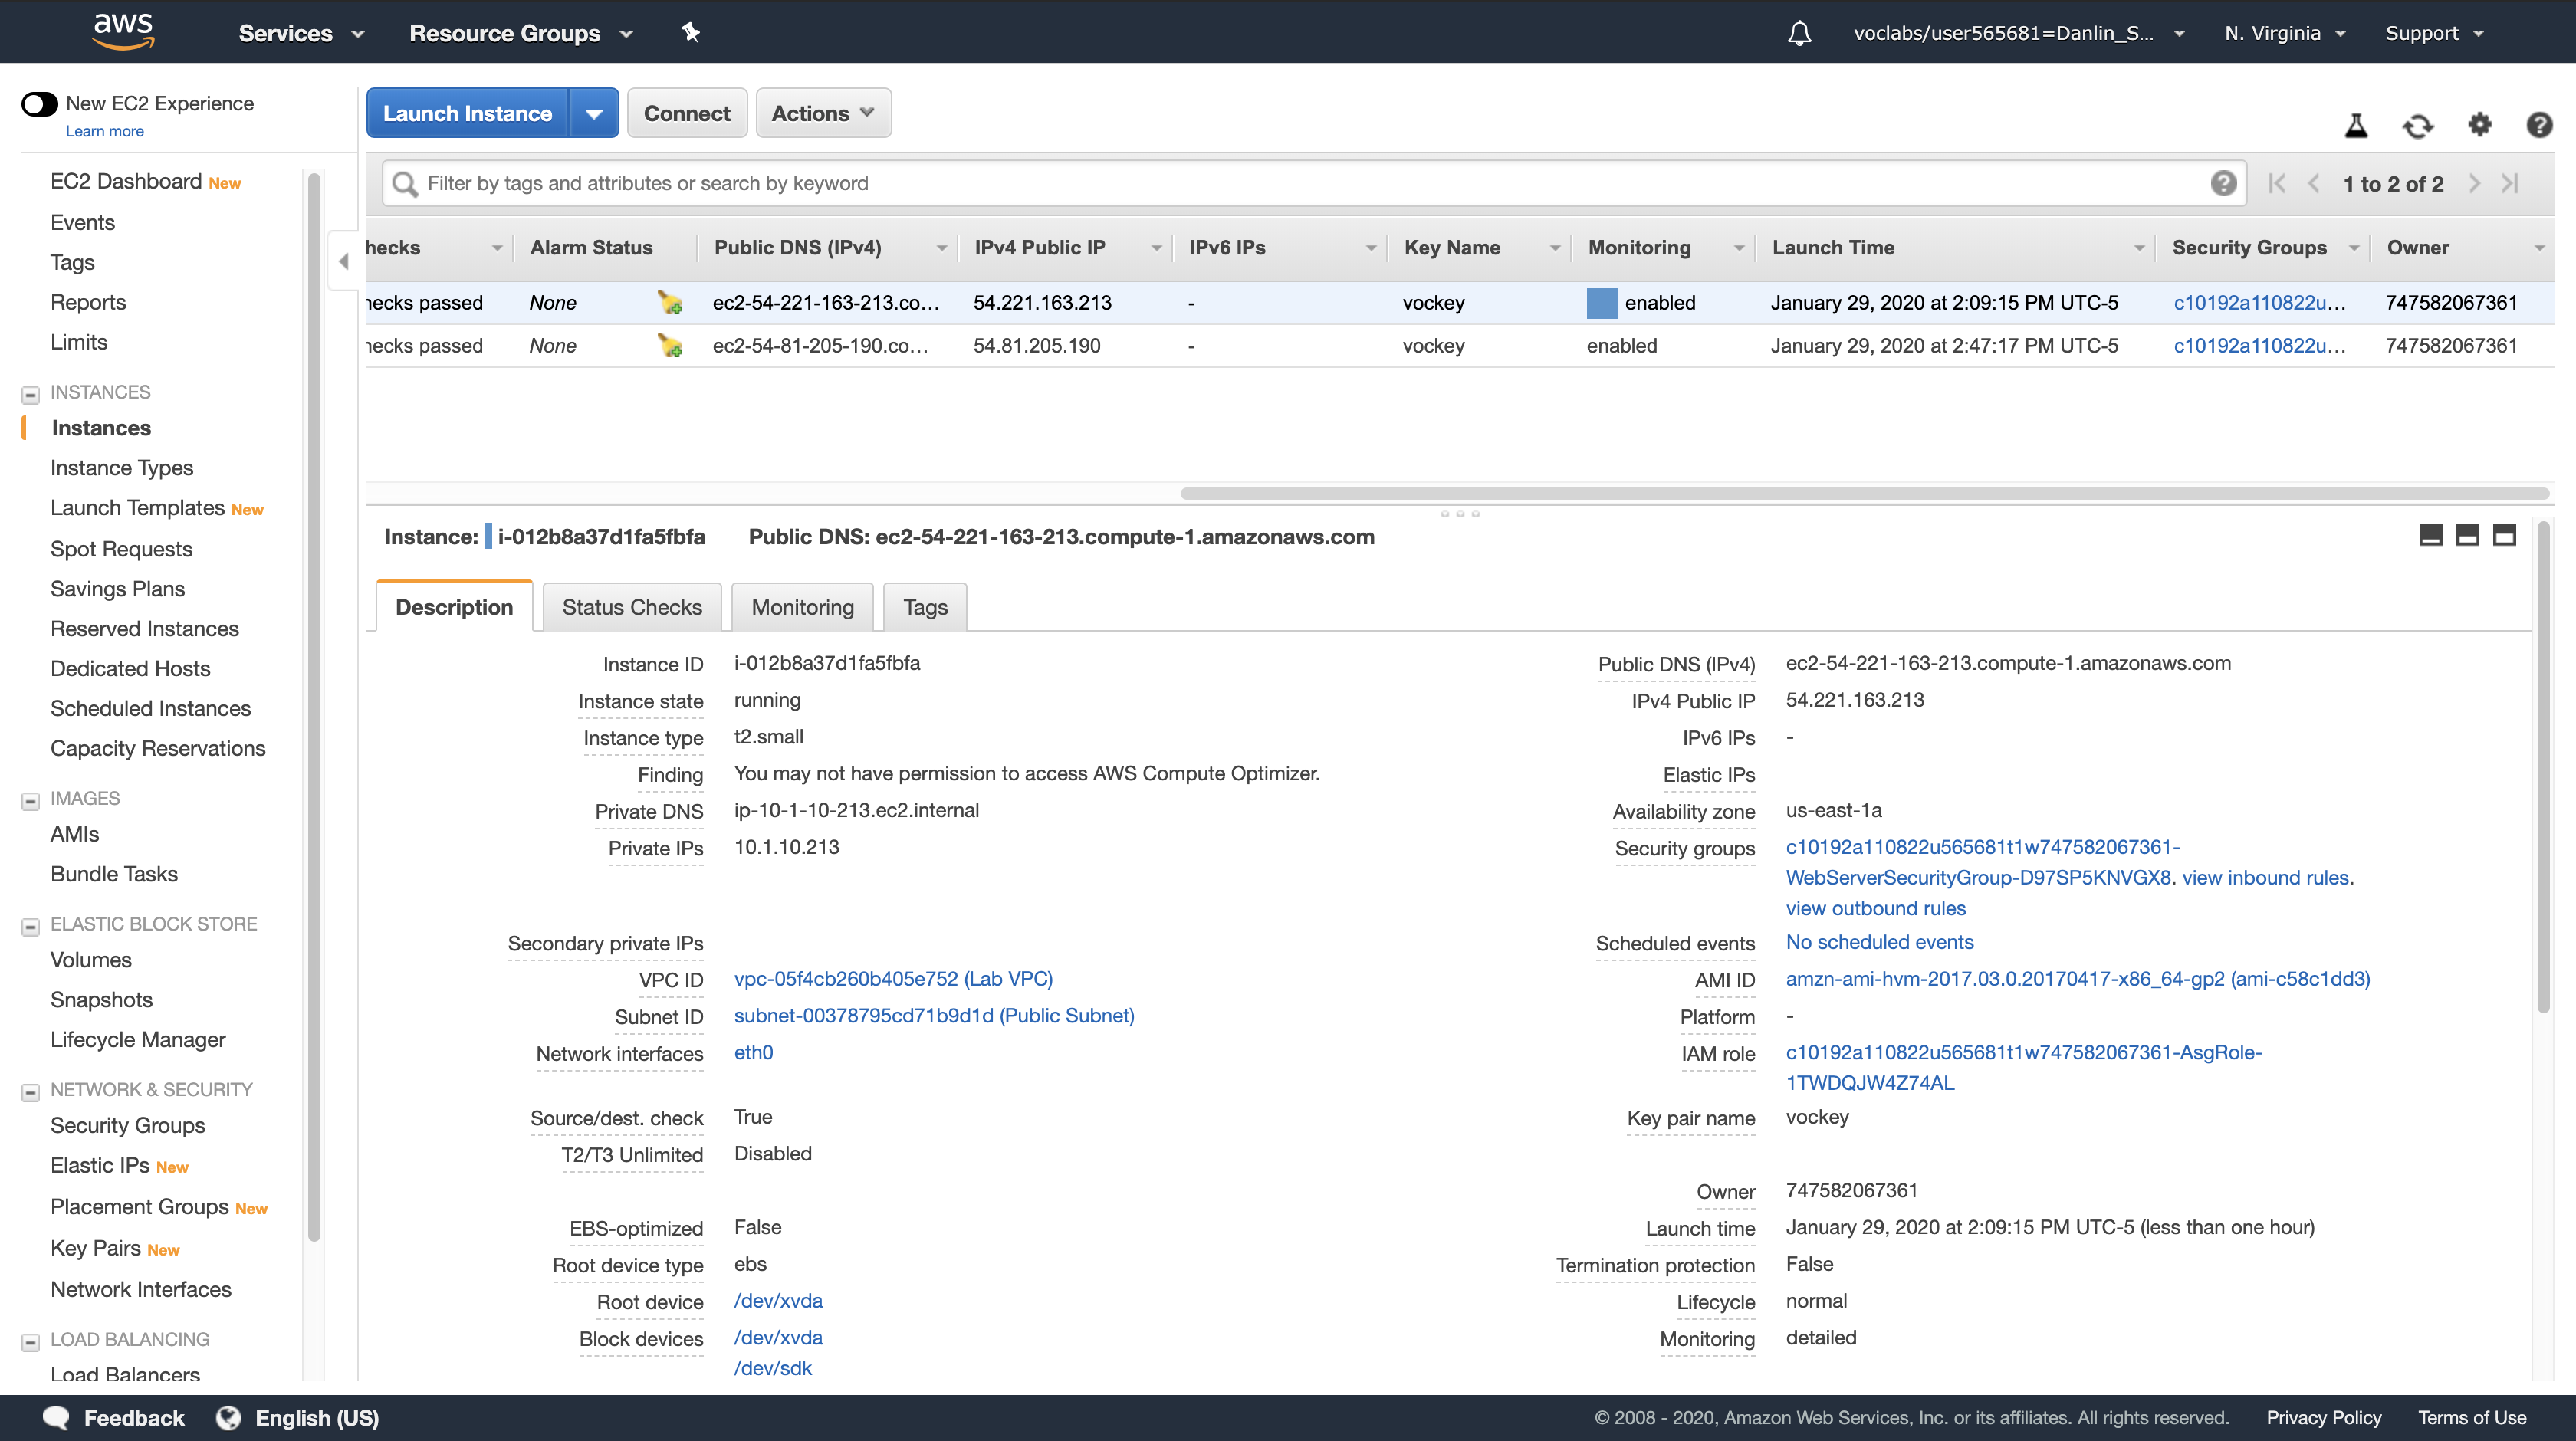 aws Services Resource Groups voclabs/user565681=Danlin_S... N. Virginia Support
New EC2 Experience
Learn more
Launch Instance Connect Actions
EC2 Dashboard New
Events
Tags
Reports
Limits
INSTANCES
Instances
Instance Types
Launch Templates New
Spot Requests
Savings Plans
Reserved Instances
Dedicated Hosts
Scheduled Instances
Capacity Reservations
IMAGES
AMIs
Bundle Tasks
ELASTIC BLOCK STORE
Volumes
Snapshots
Lifecycle Manager
NETWORK & SECURITY
Security Groups
Elastic IPs New
Placement Groups New
Key Pairs New
Network Interfaces
LOAD BALANCING
Load Balancers
Filter by tags and attributes or search by keyword 1 to 2 of 2
hecks Alarm Status Public DNS (IPv4) IPv4 Public IP IPv6 IPs Key Name Monitoring Launch Time Security Groups Owner
hecks passed None ec2-54-221-163-213.co... 54.221.163.213 - vockey enabled January 29, 2020 at 2:09:15 PM UTC-5 c10192a110822u... 747582067361
hecks passed None ec2-54-81-205-190.co... 54.81.205.190 - vockey enabled January 29, 2020 at 2:47:17 PM UTC-5 c10192a110822u... 747582067361
Instance: i-012b8a37d1fa5fbfa Public DNS: ec2-54-221-163-213.compute-1.amazonaws.com
Description Status Checks Monitoring Tags
Instance ID i-012b8a37d1fa5fbfa
Instance state running
Instance type t2.small
Finding You may not have permission to access AWS Compute Optimizer.
Private DNS ip-10-1-10-213.ec2.internal
Private IPs 10.1.10.213
Secondary private IPs
VPC ID vpc-05f4cb260b405e752 (Lab VPC)
Subnet ID subnet-00378795cd71b9d1d (Public Subnet)
Network interfaces eth0
Source/dest. check True
T2/T3 Unlimited Disabled
EBS-optimized False
Root device type ebs
Root device /dev/xvda
Block devices /dev/xvda
/dev/sdk
Public DNS (IPv4) ec2-54-221-163-213.compute-1.amazonaws.com
IPv4 Public IP 54.221.163.213
IPv6 IPs -
Elastic IPs
Availability zone us-east-1a
Security groups c10192a110822u565681t1w747582067361-
WebServerSecurityGroup-D97SP5KNVGX8. view inbound rules.
view outbound rules
Scheduled events No scheduled events
AMI ID amzn-ami-hvm-2017.03.0.20170417-x86_64-gp2 (ami-c58c1dd3)
Platform -
IAM role c10192a110822u565681t1w747582067361-AsgRole-
1TWDQJW4Z74AL
Key pair name vockey
Owner 747582067361
Launch time January 29, 2020 at 2:09:15 PM UTC-5 (less than one hour)
Termination protection False
Lifecycle normal
Monitoring detailed
Feedback English (US) © 2008 - 2020, Amazon Web Services, Inc. or its affiliates. All rights reserved. Privacy Policy Terms of Use